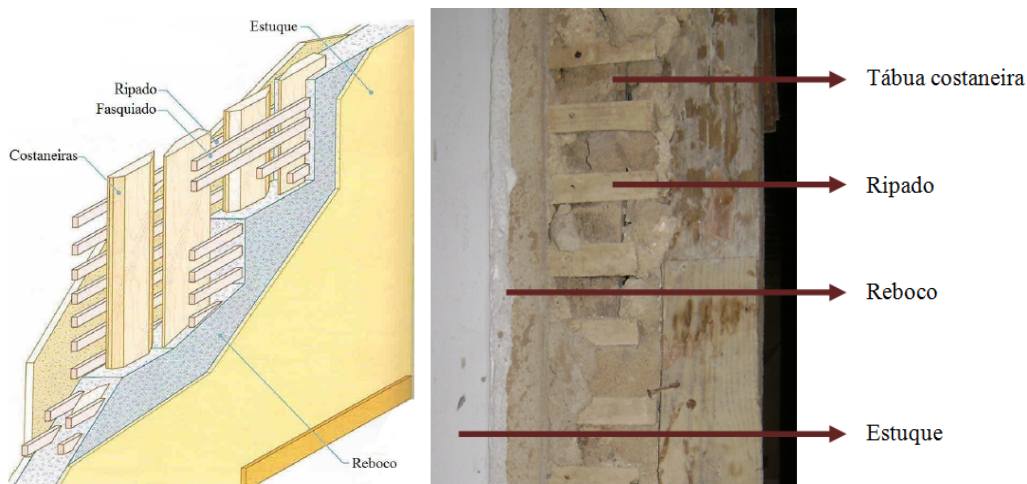 Estuque
Ripado
Fasquiado
Costaneiras
Reboco
Tábua costaneira
Ripado
Reboco
Estuque